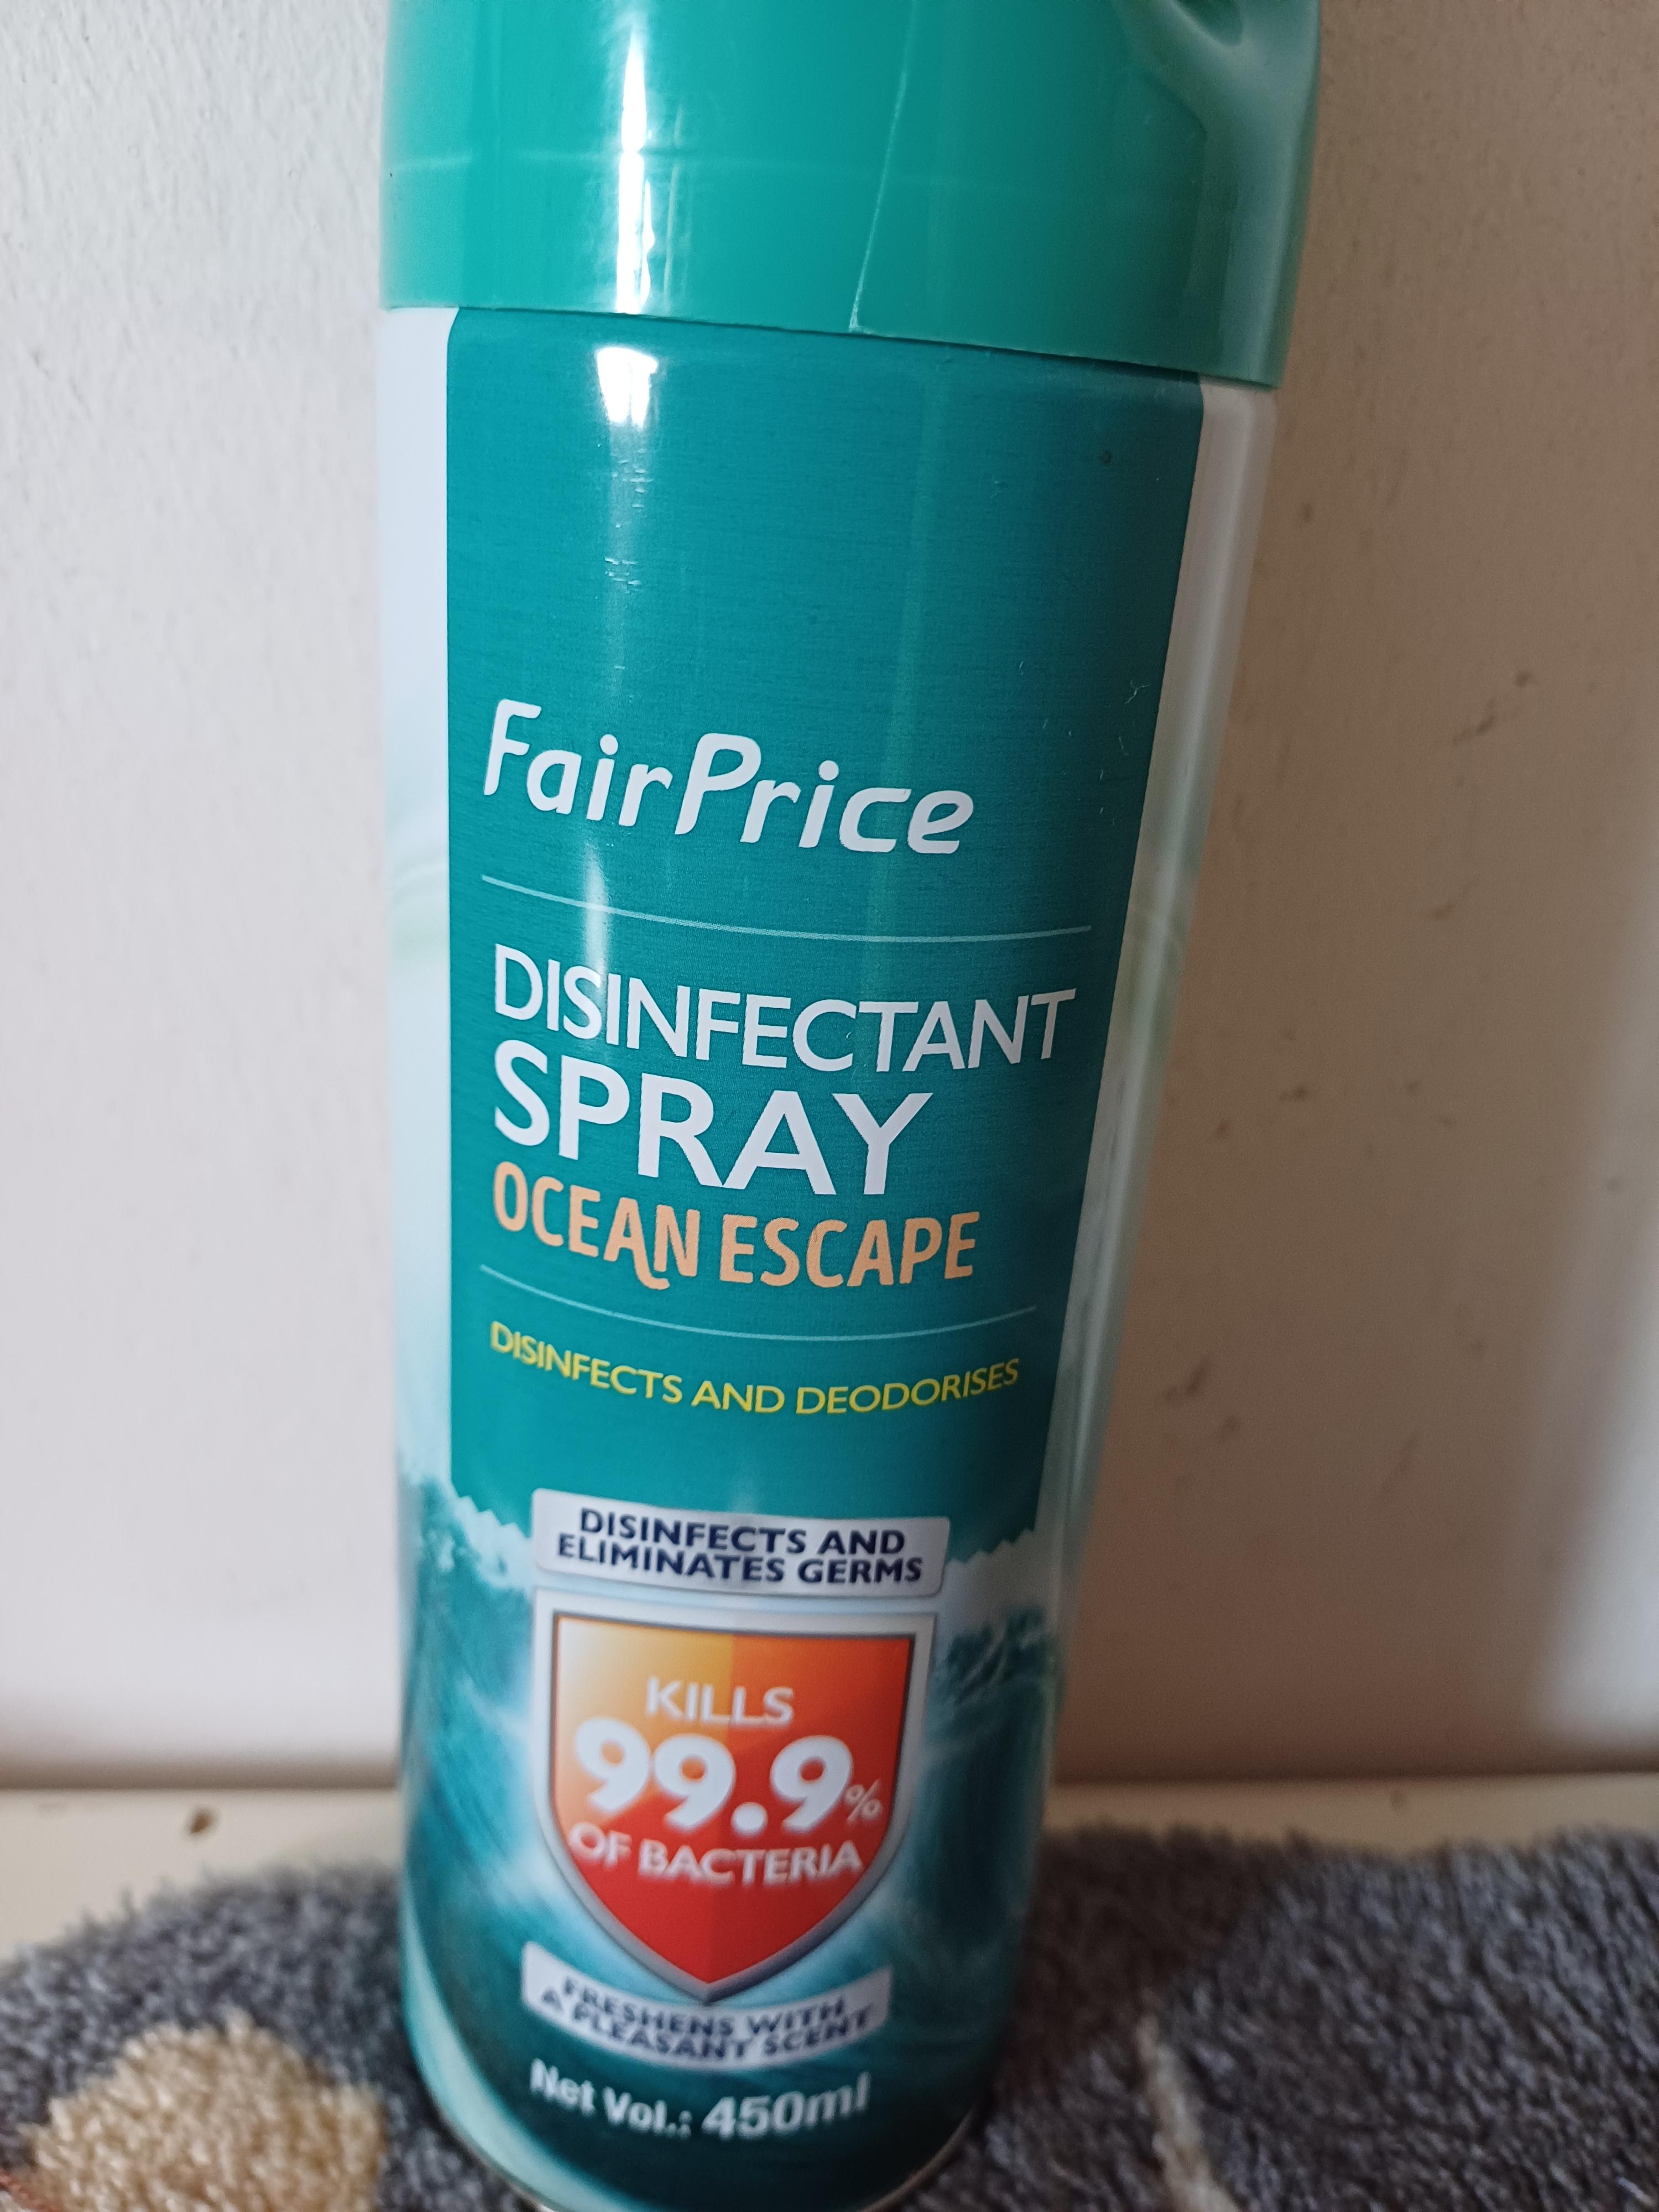 FairPrice
DISINFECTANT
SPRAY
OCEAN ESCAPE
DISINFECTS AND DEODORISES
DISINFECTS AND
ELIMINATES GERMS
KILLS
99.9%
OF BACTERIA
FRESHENS WITH
A PLEASANT SCENT
Net Vol.: 450ml